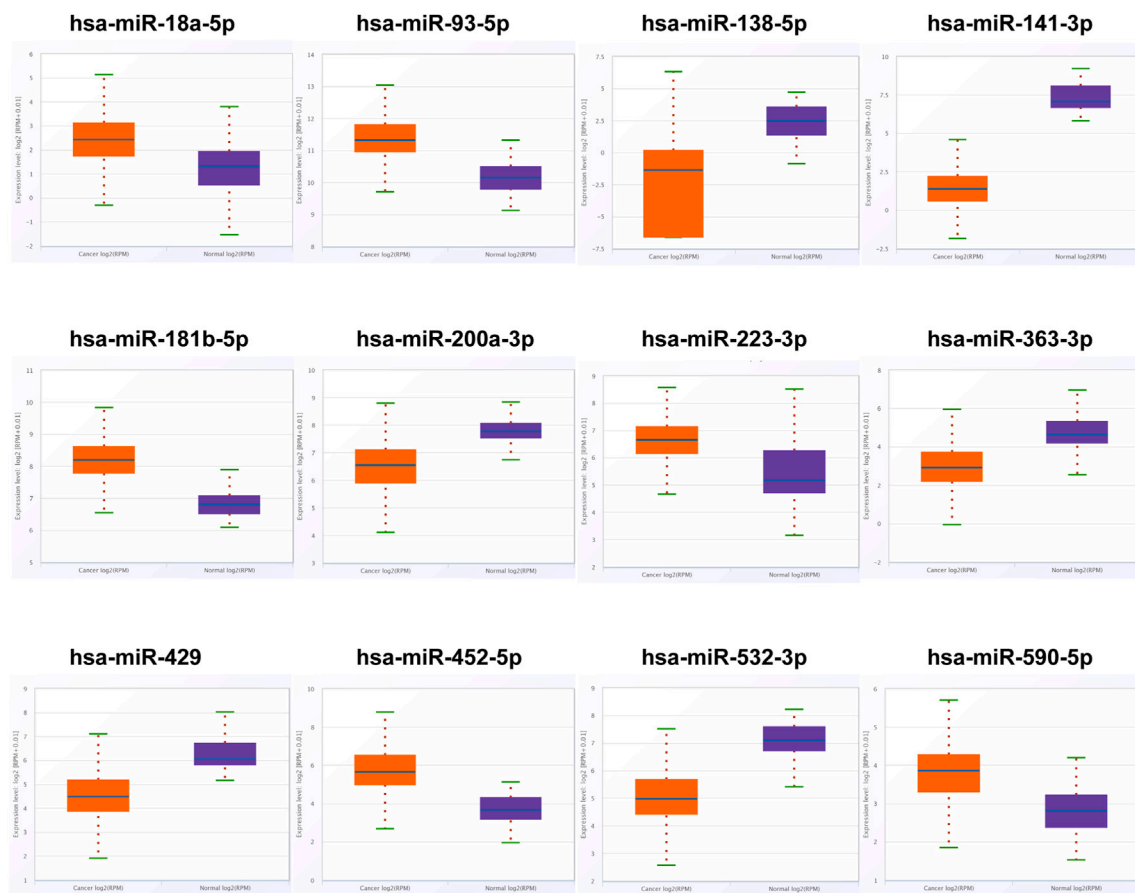 hsa-miR-18a-5p
Expression level: log2 [RPM+0.01]
6
5
4
3
2
1
0
−1
−2
Cancer log2(RPM)
Normal log2(RPM)
hsa-miR-93-5p
Expression level: log2 [RPM+0.01]
14
13
12
11
10
9
8
Cancer log2(RPM)
Normal log2(RPM)
hsa-miR-138-5p
Expression level: log2 [RPM+0.01]
7.5
5
2.5
0
−2.5
−5
−7.5
Cancer log2(RPM)
Normal log2(RPM)
hsa-miR-141-3p
Expression level: log2 [RPM+0.01]
10
7.5
5
2.5
0
−2.5
Cancer log2(RPM)
Normal log2(RPM)
hsa-miR-181b-5p
Expression level: log2 [RPM+0.01]
11
10
9
8
7
6
5
Cancer log2(RPM)
Normal log2(RPM)
hsa-miR-200a-3p
Expression level: log2 [RPM+0.01]
10
9
8
7
6
5
4
3
Cancer log2(RPM)
Normal log2(RPM)
hsa-miR-223-3p
Expression level: log2 [RPM+0.01]
9
8
7
6
5
4
3
2
Cancer log2(RPM)
Normal log2(RPM)
hsa-miR-363-3p
Expression level: log2 [RPM+0.01]
8
6
4
2
0
−2
Cancer log2(RPM)
Normal log2(RPM)
hsa-miR-429
Expression level: log2 [RPM+0.01]
9
8
7
6
5
4
3
2
1
Cancer log2(RPM)
Normal log2(RPM)
hsa-miR-452-5p
Expression level: log2 [RPM+0.01]
10
8
6
4
2
0
Cancer log2(RPM)
Normal log2(RPM)
hsa-miR-532-3p
Expression level: log2 [RPM+0.01]
9
8
7
6
5
4
3
2
Cancer log2(RPM)
Normal log2(RPM)
hsa-miR-590-5p
Expression level: log2 [RPM+0.01]
6
5
4
3
2
1
Cancer log2(RPM)
Normal log2(RPM)